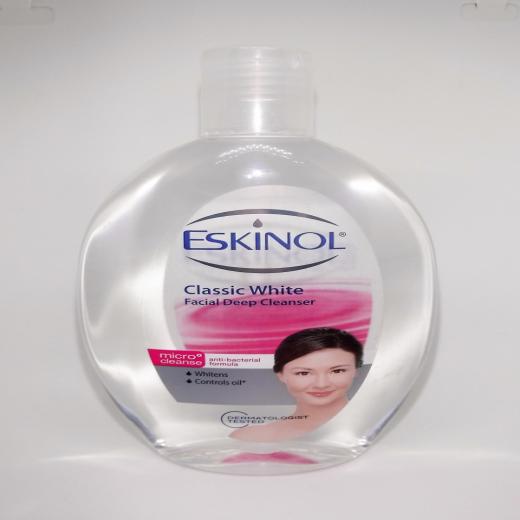 ESKINOL®
Classic White
Facial Deep Cleanser
micro°
cleanse
anti-bacterial
formula
Whitens
Controls oil*
DERMATOLOGIST
TESTED